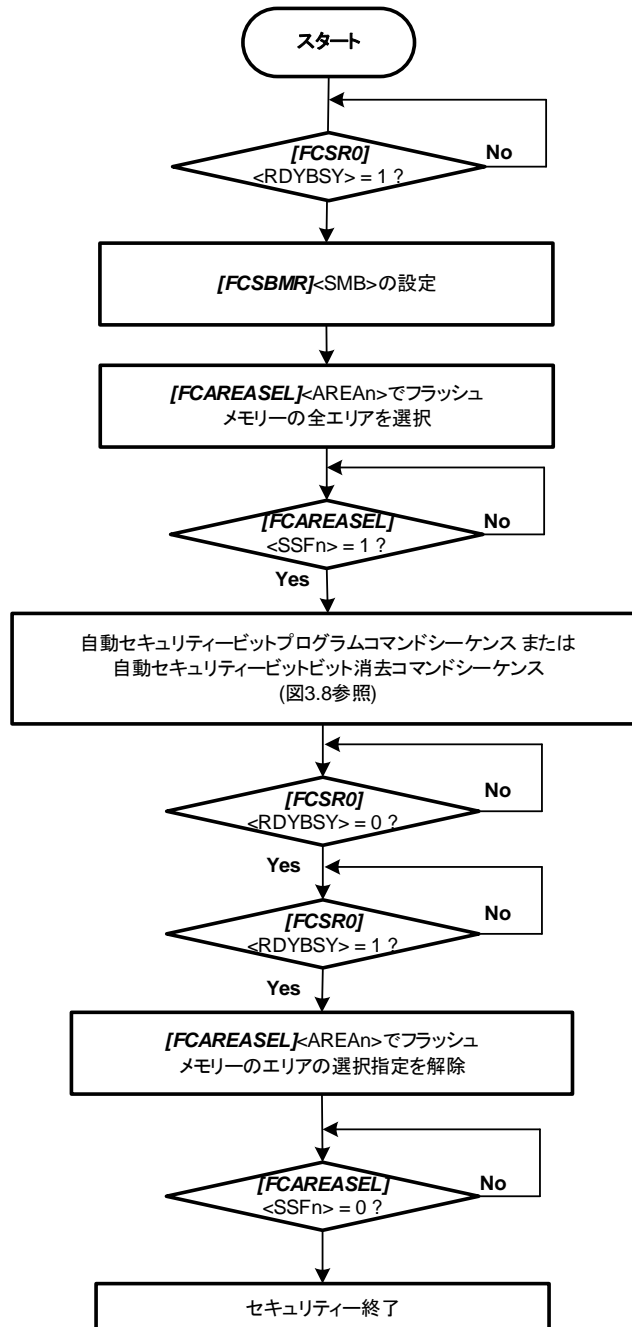 スタート
[FCSR0]
<RDYBSY> = 1 ?
No
[FCSBMR]<SMB>の設定
[FCAREASEL]<AREAn>でフラッシュ
メモリーの全エリアを選択
[FCAREASEL]
<SSFn> = 1 ?
No
Yes
自動セキュリティービットプログラムコマンドシーケンス または
自動セキュリティービットビット消去コマンドシーケンス
(図3.8参照)
[FCSR0]
<RDYBSY> = 0 ?
No
Yes
[FCSR0]
<RDYBSY> = 1 ?
No
Yes
[FCAREASEL]<AREAn>でフラッシュ
メモリーのエリアの選択指定を解除
[FCAREASEL]
<SSFn> = 0 ?
No
セキュリティー終了